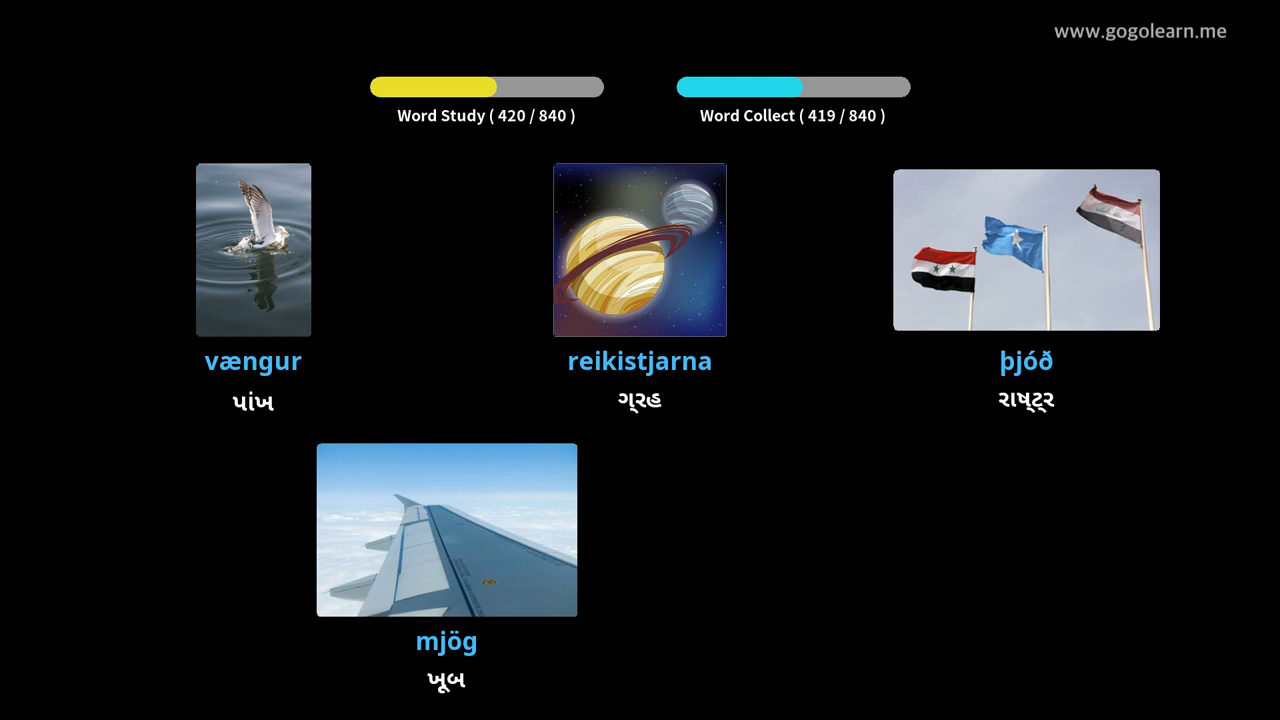 www.gogolearn.me
Word Study ( 420 / 840 )
Word Collect ( 419 / 840 )
vængur
પાંખ
reikistjarna
ગ્રહ
þjóð
રાષ્ટ્ર
mjög
ખૂબ